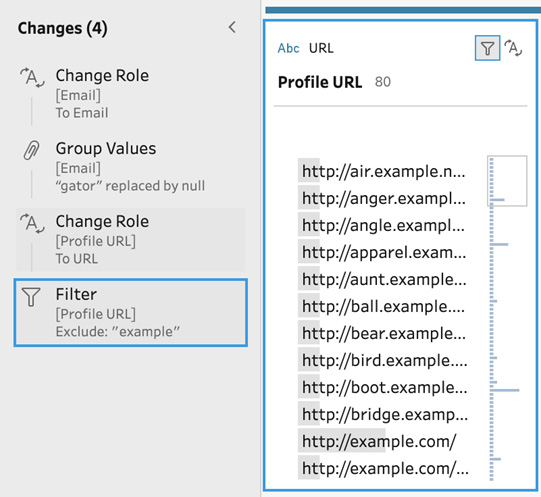 Changes (4)
Change Role
[Email]
To Email
Group Values
[Email]
“gator” replaced by null
Change Role
[Profile URL]
To URL
Filter
[Profile URL]
Exclude: ”example”
Abc URL
Profile URL 80
http://air.example.n...
http://anger.exampl...
http://angle.exampl...
http://apparel.exam...
http://aunt.example...
http://ball.example....
http://bear.example...
http://bird.example....
http://boot.example...
http://bridge.examp...
http://example.com/
http://example.com/...